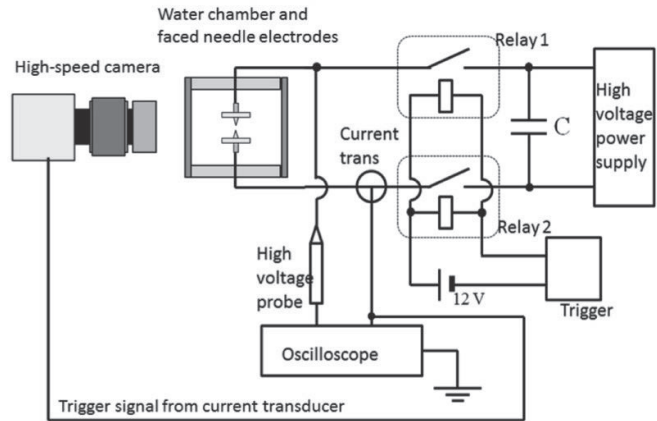 Water chamber and
faced needle electrodes
High-speed camera
Relay 1
High
voltage
power
supply
C
Current
trans
Relay 2
High
voltage
probe
12 V
Trigger
Oscilloscope
Trigger signal from current transducer